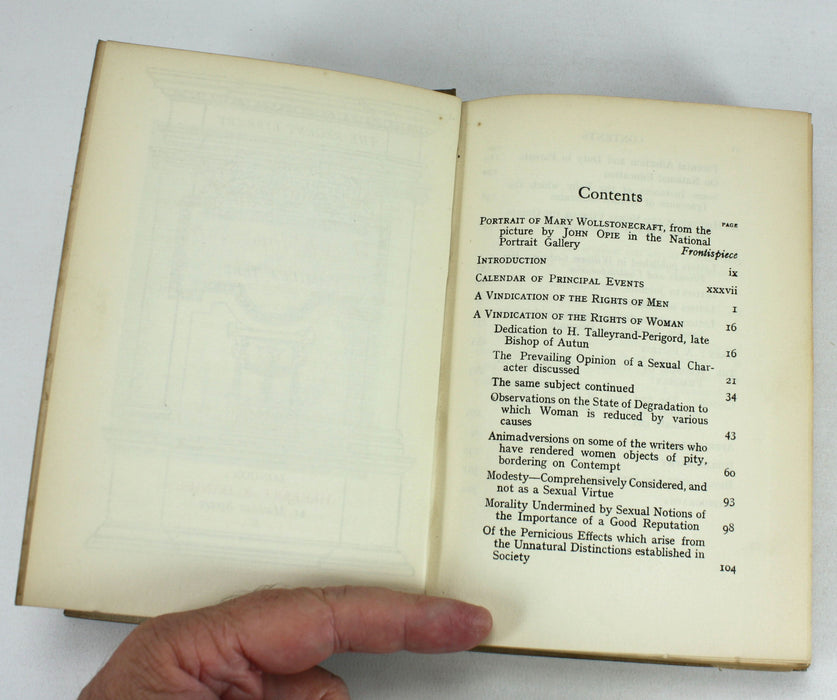 Contents
PAGE
PORTRAIT OF MARY WOLLSTONECRAFT, from the
picture by JOHN OPIE in the National
Portrait Gallery Frontispiece
INTRODUCTION ix
CALENDAR OF PRINCIPAL EVENTS xxxvii
A VINDICATION OF THE RIGHTS OF MEN 1
A VINDICATION OF THE RIGHTS OF WOMAN 16
Dedication to H. Talleyrand-Perigord, late
Bishop of Autun 16
The Prevailing Opinion of a Sexual Char-
acter discussed 21
The same subject continued 34
Observations on the State of Degradation to
which Woman is reduced by various
causes 43
Animadversions on some of the writers who
have rendered women objects of pity,
bordering on Contempt 60
Modesty—Comprehensively Considered, and
not as a Sexual Virtue 93
Morality Undermined by Sexual Notions of
the Importance of a Good Reputation 98
Of the Pernicious Effects which arise from
the Unnatural Distinctions established in
Society 104